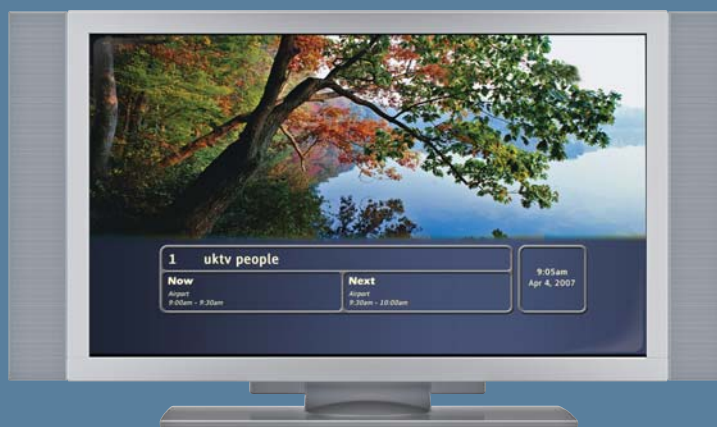 1 uktv people
Now
Airport
9:00am - 9:30am
Next
Airport
9:30am - 10:00am
9:05am
Apr 4, 2007